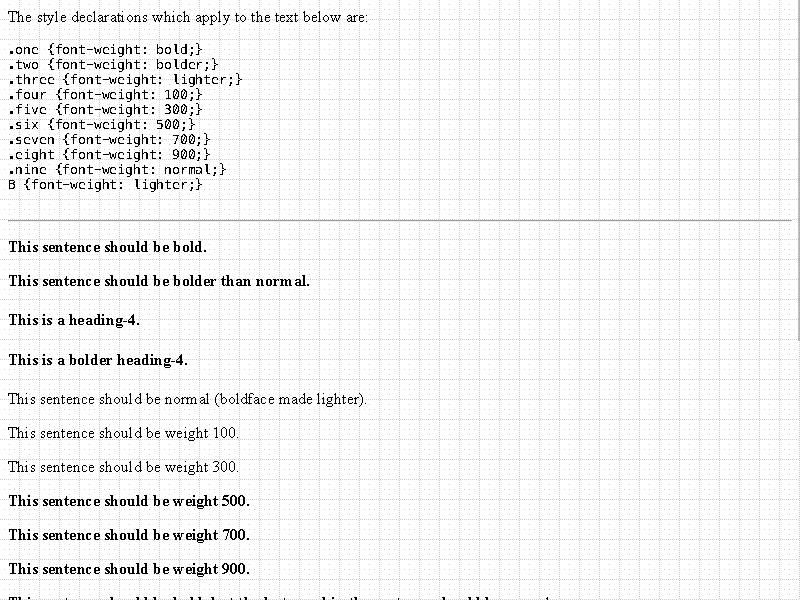 The style declarations which apply to the text below are:
.one {font-weight: bold;}
.two {font-weight: bolder;}
.three {font-weight: lighter;}
.four {font-weight: 100;}
.five {font-weight: 300;}
.six {font-weight: 500;}
.seven {font-weight: 700;}
.eight {font-weight: 900;}
.nine {font-weight: normal;}
B {font-weight: lighter;}
This sentence should be bold.
This sentence should be bolder than normal.
This is a heading-4.
This is a bolder heading-4.
This sentence should be normal (boldface made lighter).
This sentence should be weight 100.
This sentence should be weight 300.
This sentence should be weight 500.
This sentence should be weight 700.
This sentence should be weight 900.